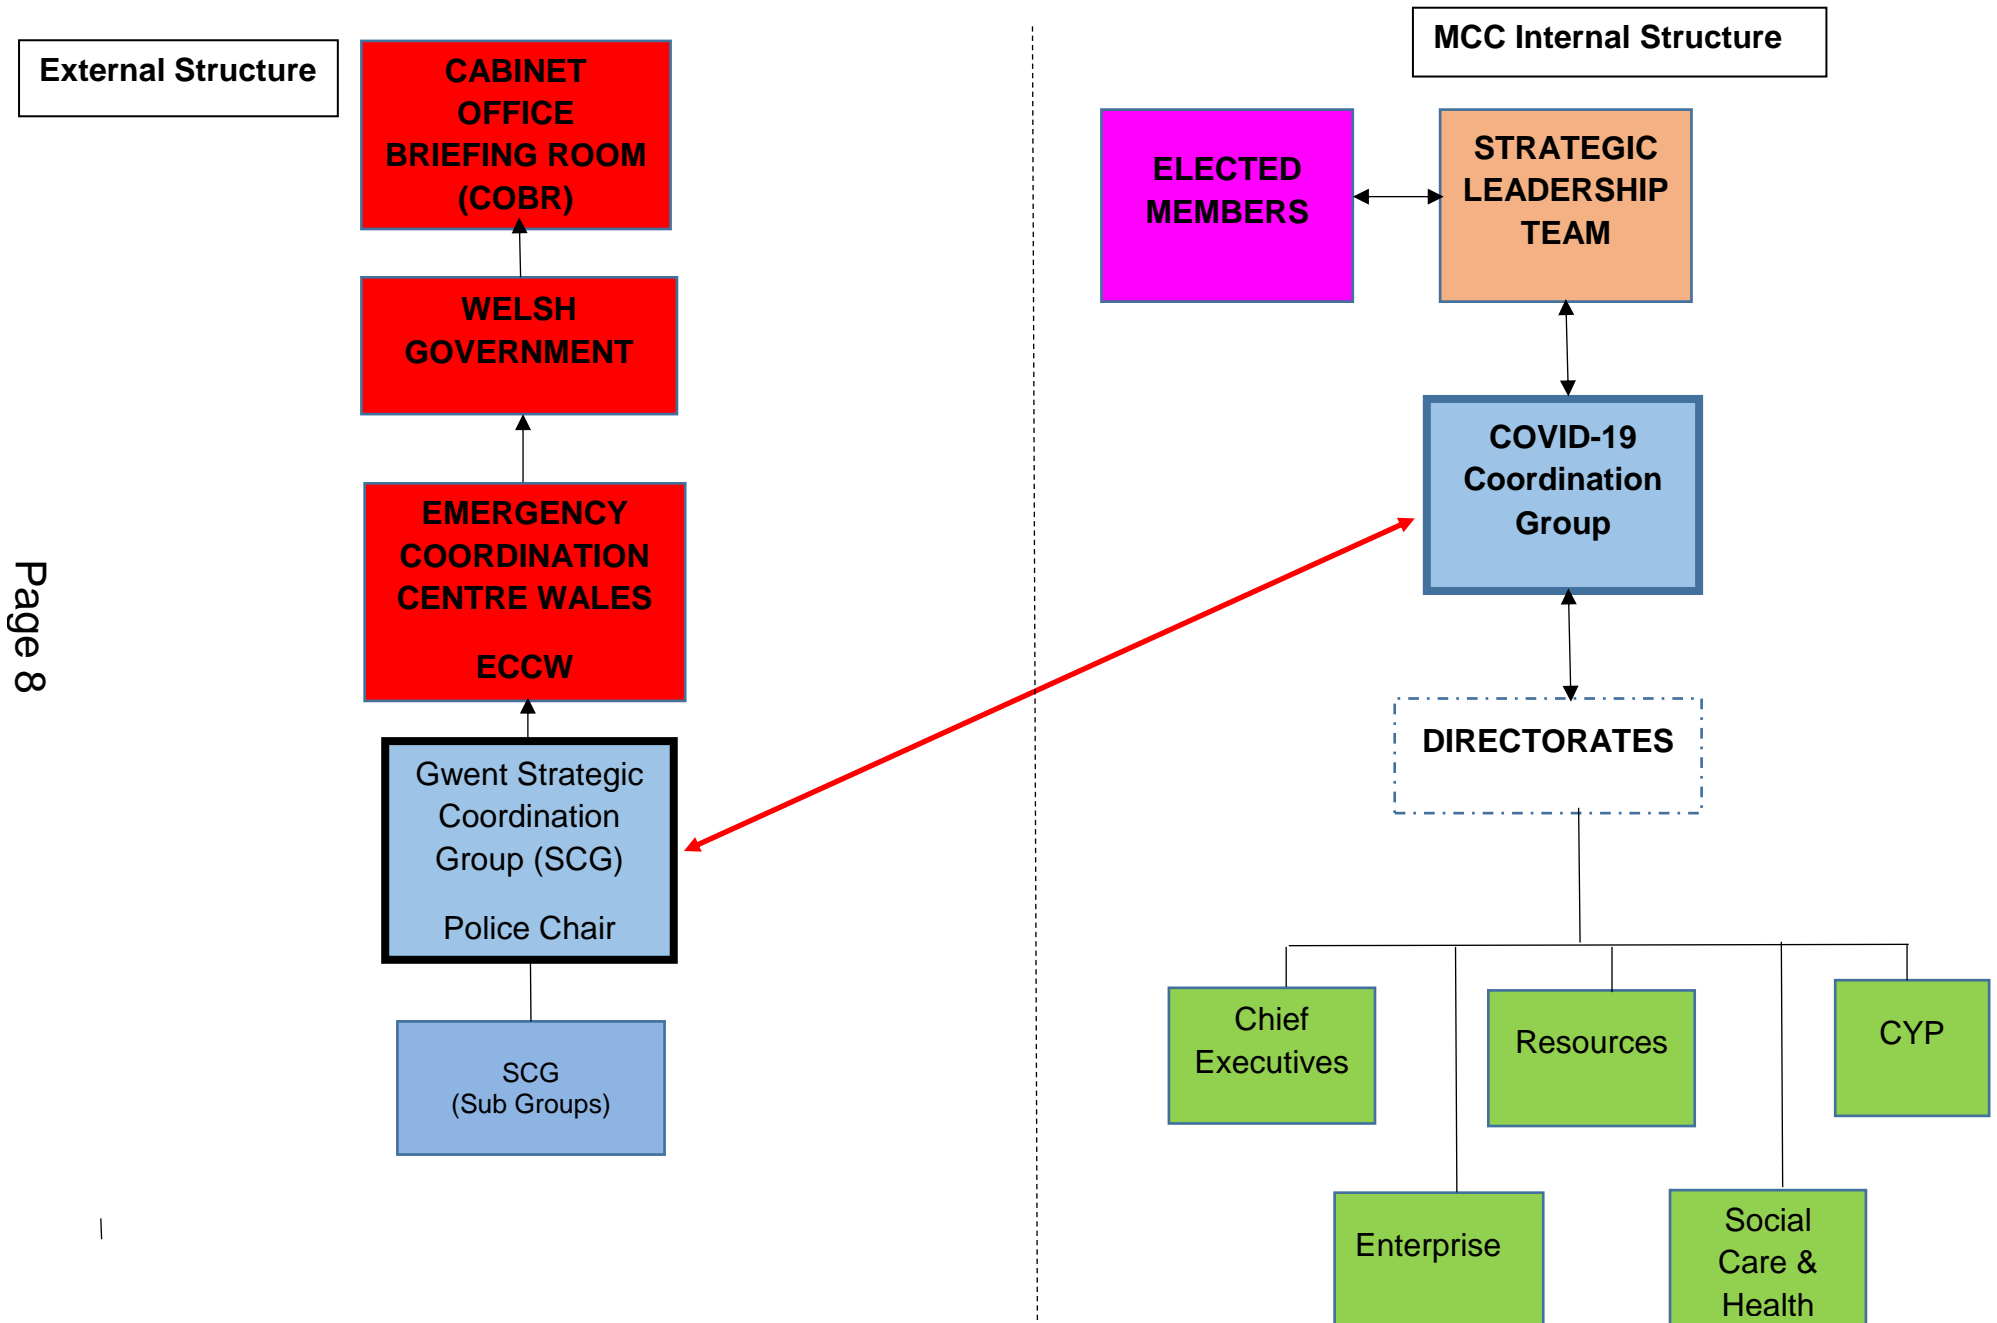 External Structure
CABINET
OFFICE
BRIEFING ROOM
(COBR)
WELSH
GOVERNMENT
EMERGENCY
COORDINATION
CENTRE WALES
ECCW
Gwent Strategic
Coordination
Group (SCG)
Police Chair
SCG
(Sub Groups)
Page 8
MCC Internal Structure
ELECTED
MEMBERS
STRATEGIC
LEADERSHIP
TEAM
COVID-19
Coordination
Group
DIRECTORATES
Chief
Executives
Resources
CYP
Enterprise
Social
Care &
Health